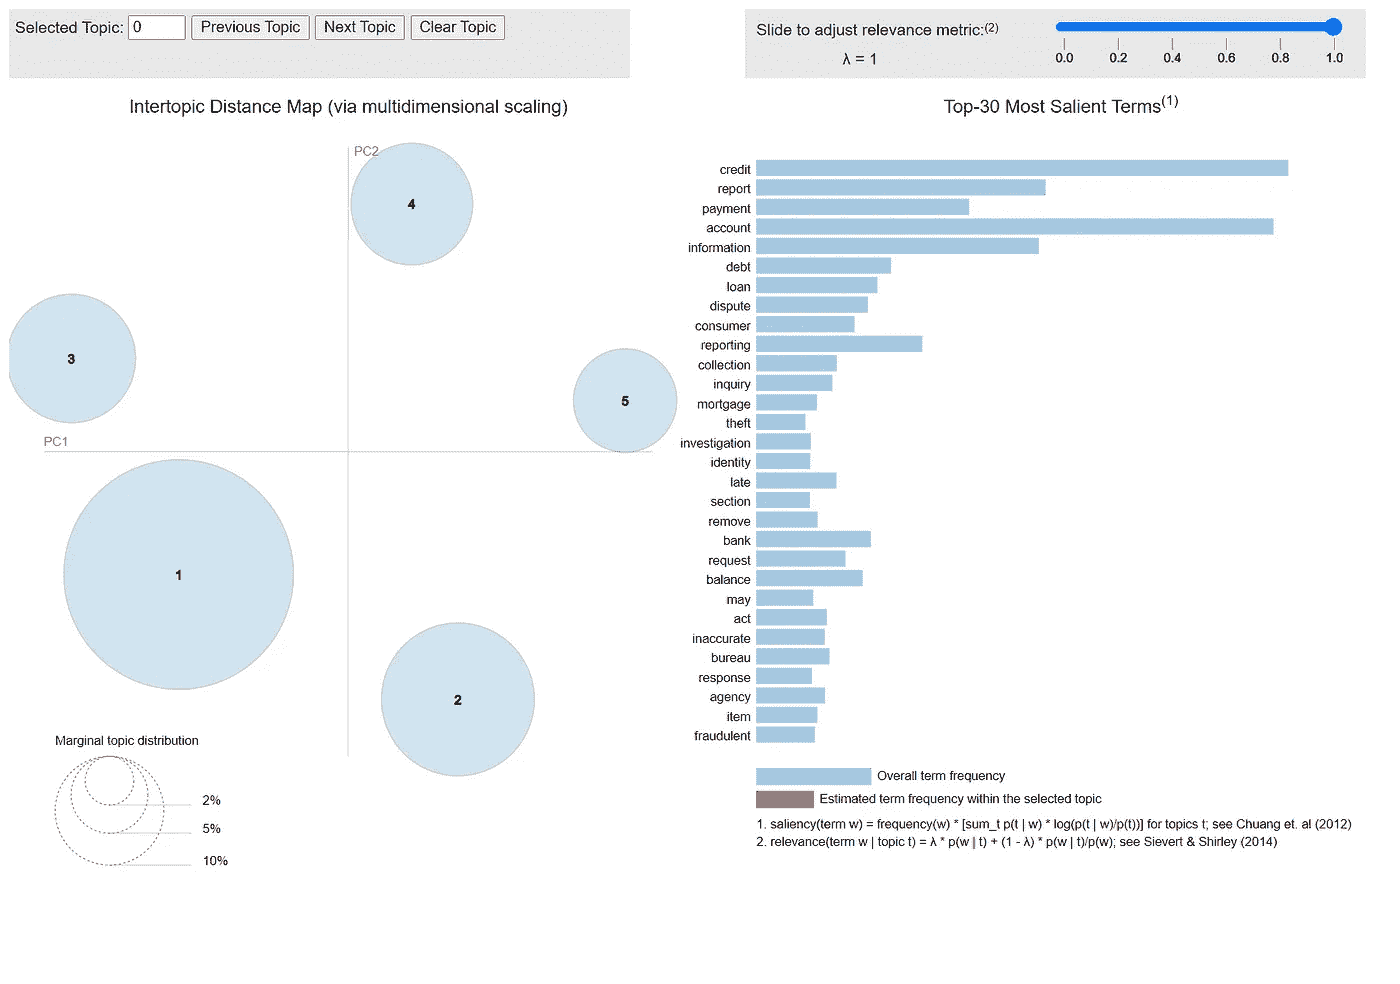 Selected Topic: 0 Previous Topic Next Topic Clear Topic
Slide to adjust relevance metric:(2)
λ = 1
0.0 0.2 0.4 0.6 0.8 1.0
Intertopic Distance Map (via multidimensional scaling)
PC2
4
3
5
PC1
1
2
Marginal topic distribution
2%
5%
10%
Top-30 Most Salient Terms(1)
credit
report
payment
account
information
debt
loan
dispute
consumer
reporting
collection
inquiry
mortgage
theft
investigation
identity
late
section
remove
bank
request
balance
may
act
inaccurate
bureau
response
agency
item
fraudulent
Overall term frequency
Estimated term frequency within the selected topic
1. saliency(term w) = frequency(w) * [sum_t p(t | w) * log(p(t | w)/p(t))] for topics t; see Chuang et. al (2012)
2. relevance(term w | topic t) = λ * p(w | t) + (1 - λ) * p(w | t)/p(w); see Sievert & Shirley (2014)